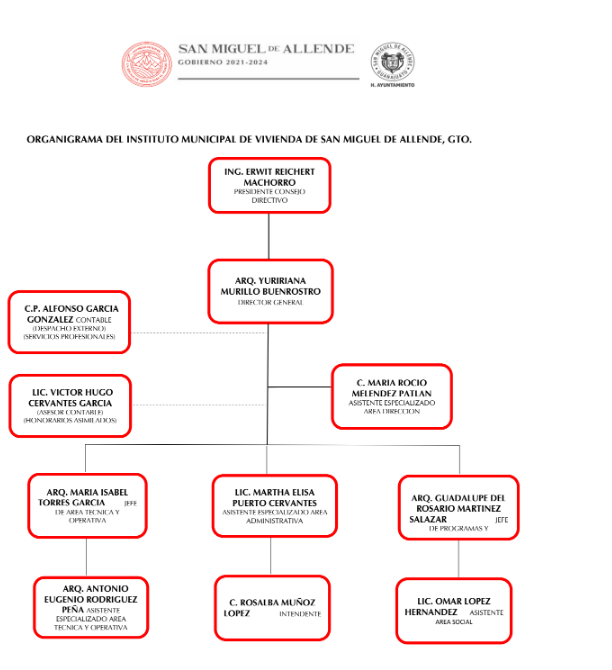 SAN MIGUEL DE ALLENDE
GOBIERNO 2021-2024
H. AYUNTAMIENTO
ORGANIGRAMA DEL INSTITUTO MUNICIPAL DE VIVIENDA DE SAN MIGUEL DE ALLENDE, GTO.
ING. ERWIT REICHERT
MACHORRO
PRESIDENTE CONSEJO
DIRECTIVO
ARQ. YURIRIANA
MURILLO BUENROSTRO
DIRECTOR GENERAL
C.P. ALFONSO GARCIA
GONZALEZ CONTABLE
(DESPACHO EXTERNO)
(SERVICIOS PROFESIONALES)
LIC. VICTOR HUGO
CERVANTES GARCIA
(ASESOR CONTABLE)
(HONORARIOS ASIMILADOS)
C. MARIA ROCIO
MELENDEZ PATLAN
ASISTENTE ESPECIALIZADO
AREA DIRECCION
ARQ. MARIA ISABEL
TORRES GARCIA JEFE
DE AREA TECNICA Y
OPERATIVA
LIC. MARTHA ELISA
PUERTO CERVANTES
ASISTENTE ESPECIALIZADO AREA
ADMINISTRATIVA
ARQ. GUADALUPE DEL
ROSARIO MARTINEZ
SALAZAR JEFE
DE PROGRAMAS Y
ARQ. ANTONIO
EUGENIO RODRIGUEZ
PEÑA ASISTENTE
ESPECIALIZADO AREA
TECNICA Y OPERATIVA
C. ROSALBA MUÑOZ
LOPEZ INTENDENTE
LIC. OMAR LOPEZ
HERNANDEZ ASISTENTE
AREA SOCIAL